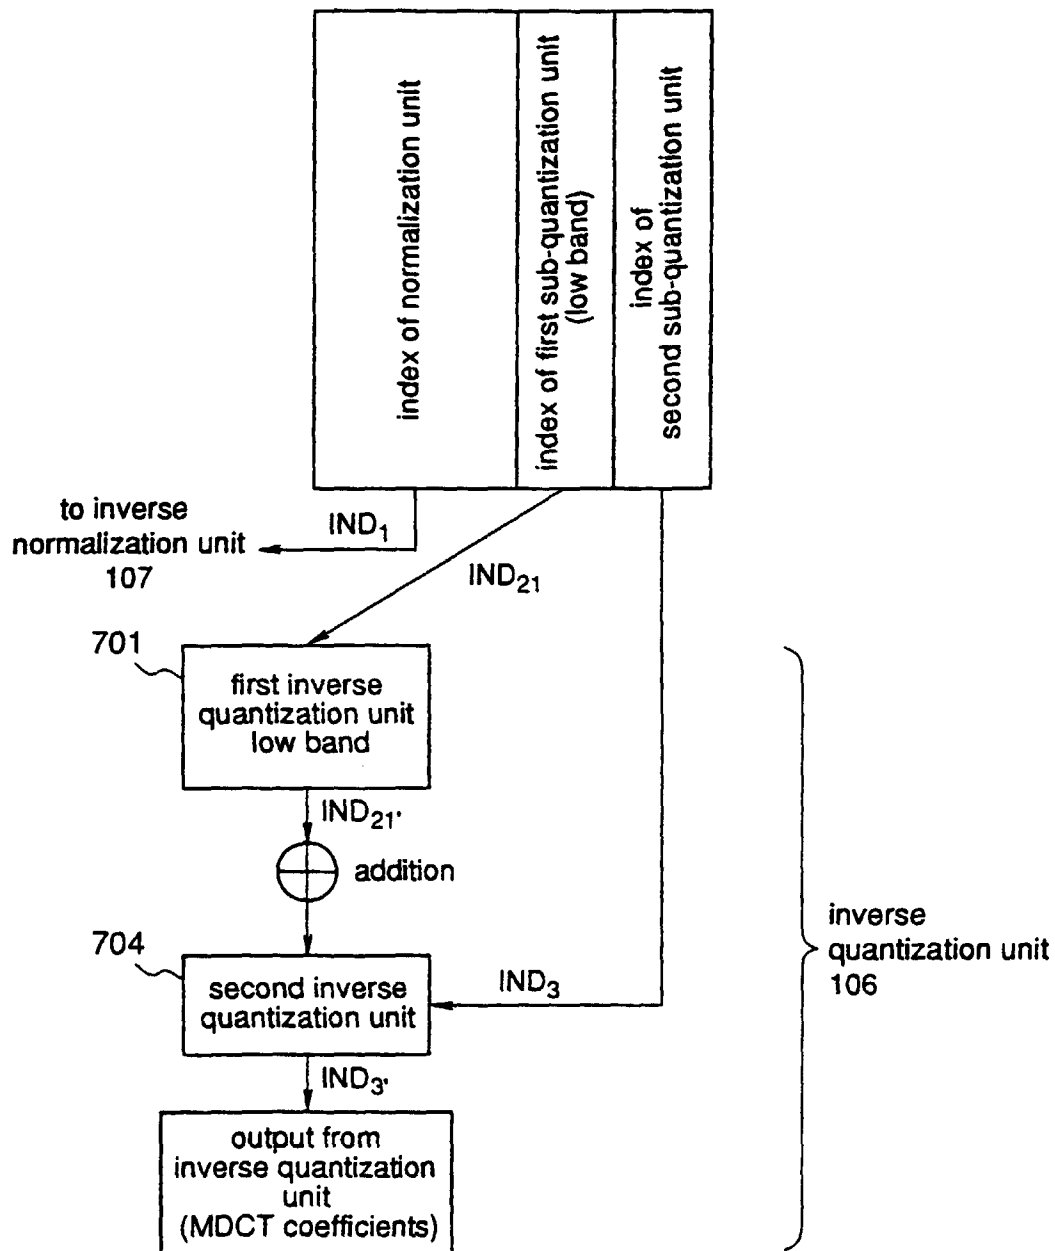 index of normalization unit
index of first sub-quantization unit
(low band)
index of
second sub-quantization unit
to inverse
normalization unit
107
IND1
IND21
701
first inverse
quantization unit
low band
IND21'
addition
704
second inverse
quantization unit
IND3
IND3'
output from
inverse quantization
unit
(MDCT coefficients)
inverse
quantization unit
106